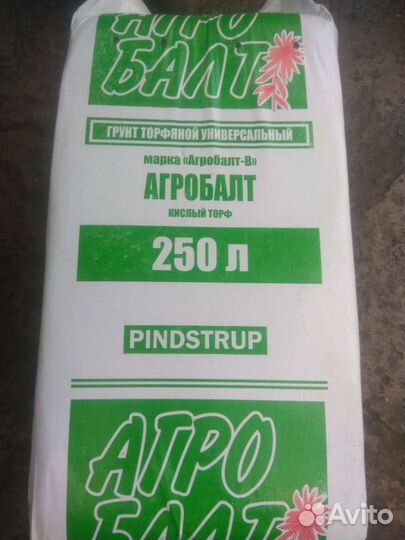 АГРО
БАЛТ
ГРУНТ ТОРФЯНОЙ УНИВЕРСАЛЬНЫЙ
марка «Агробалт-В»
АГРОБАЛТ
КИСЛЫЙ ТОРФ
250 л
PINDSTRUP
АГРО
БАЛТ
Avito